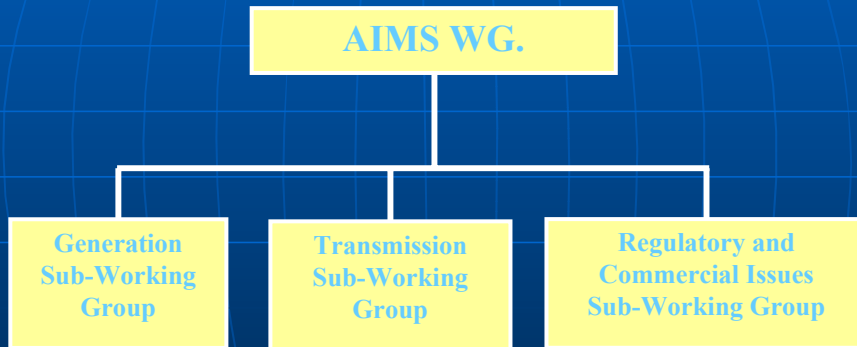 AIMS WG.
Generation
Sub-Working
Group
Transmission
Sub-Working
Group
Regulatory and
Commercial Issues
Sub-Working Group